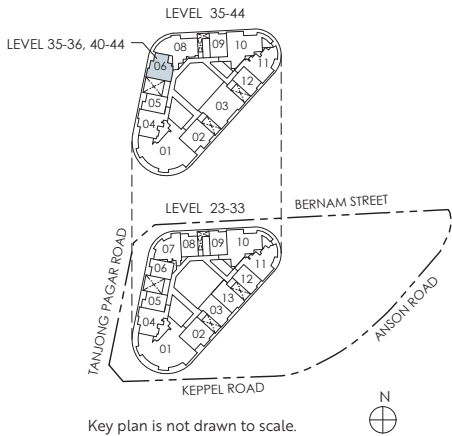 LEVEL 35-44
LEVEL 35-36, 40-44
08 09 10
11
06
12
05
03
04
02
01
LEVEL 23-33
BERNAM STREET
TANJONG PAGAR ROAD
07 08 09 10
11
06
12
05
13
03
04
02
01
ANSON ROAD
KEPPEL ROAD
N
Key plan is not drawn to scale.